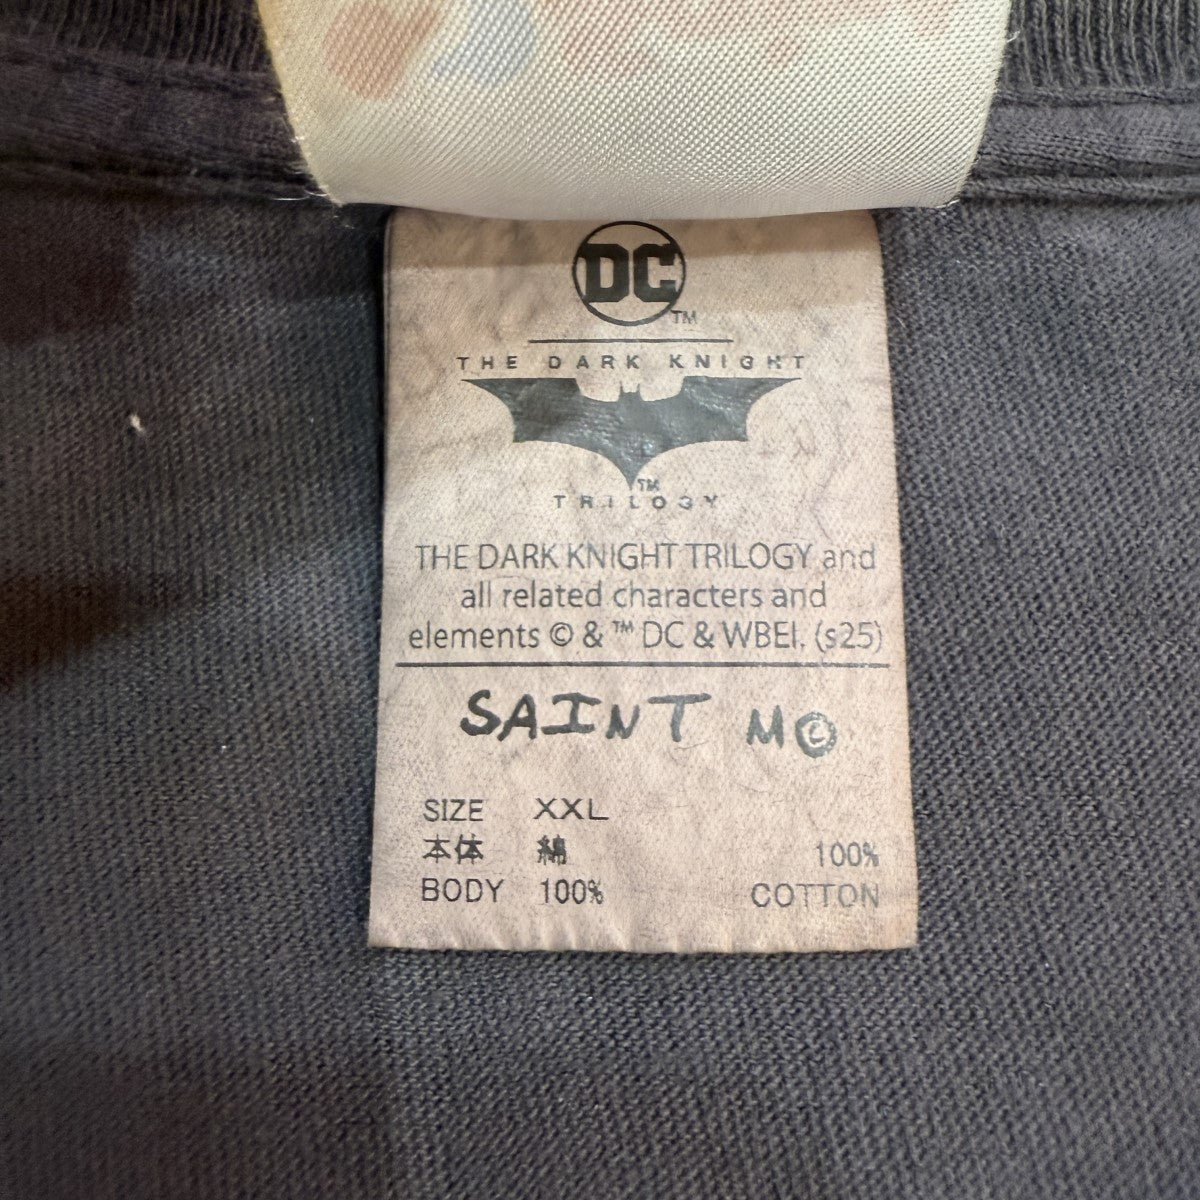 DC
TM
THE DARK KNIGHT
TM
TRILOGY
THE DARK KNIGHT TRILOGY and
all related characters and
elements © & ™ DC & WBEI. (s25)
SAINT M©
SIZE XXL
本体 綿 100%
BODY 100% COTTON